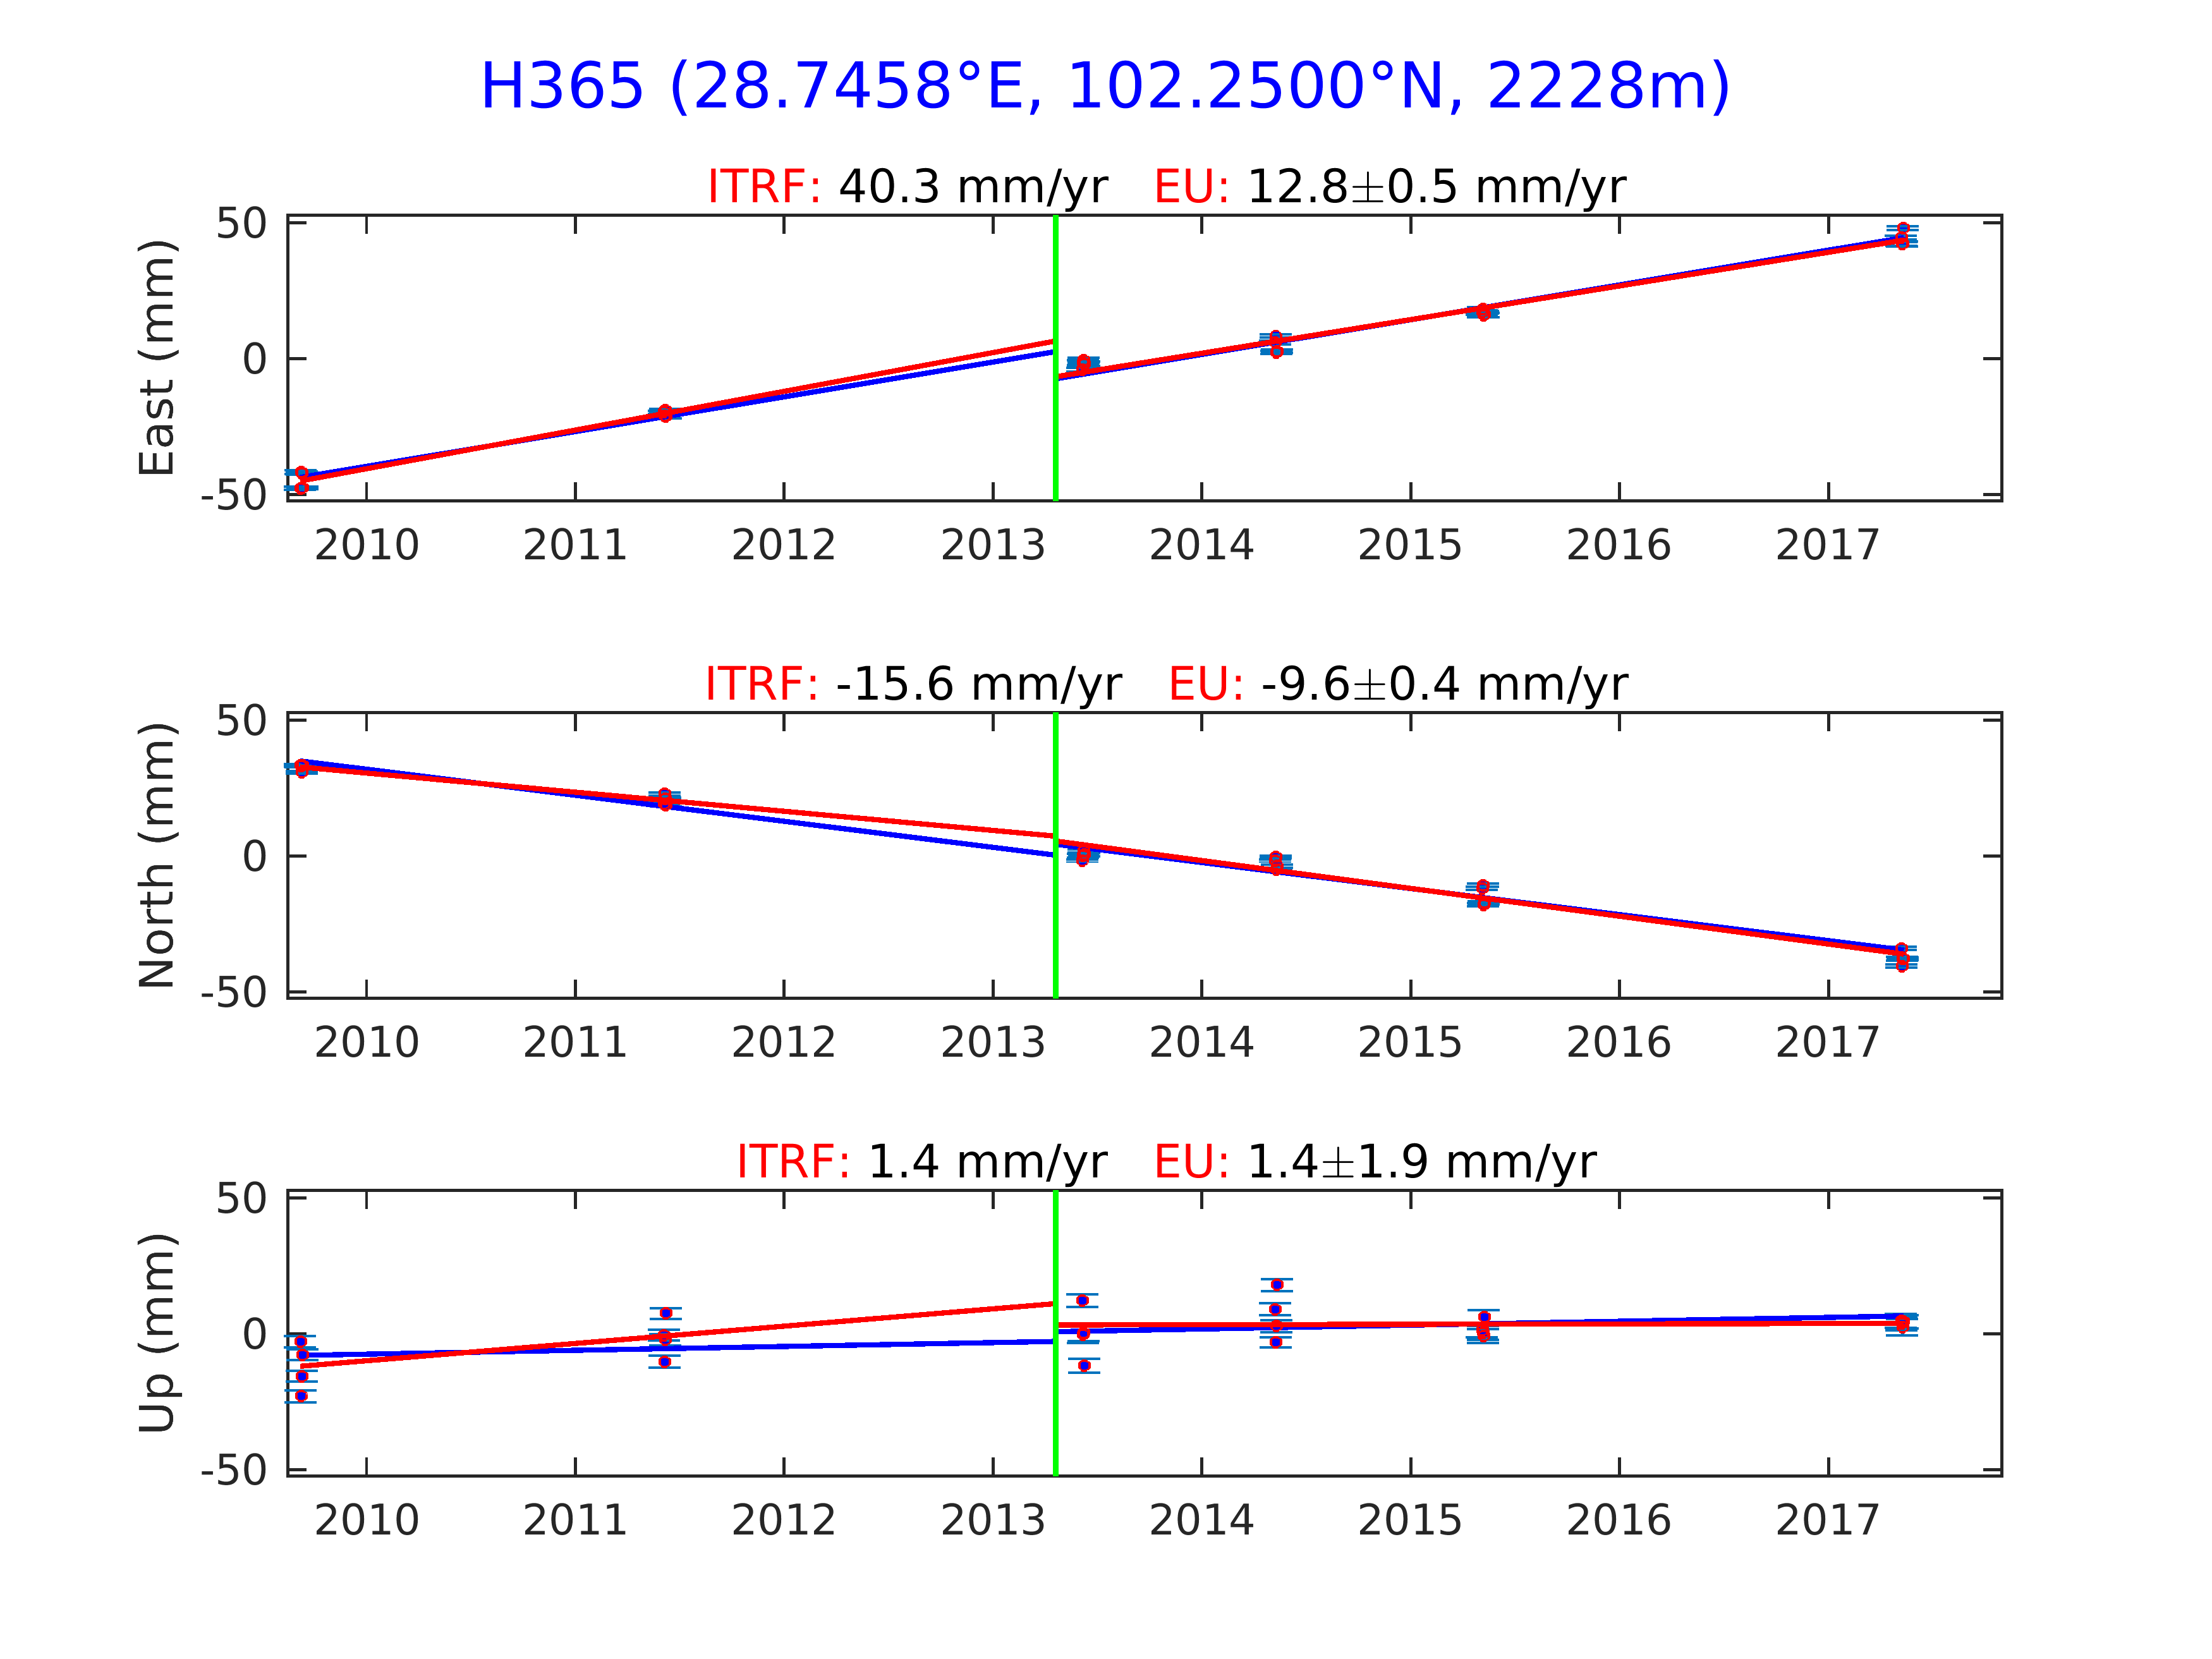 H365 (28.7458°E, 102.2500°N, 2228m)
ITRF: 40.3 mm/yr EU: 12.8±0.5 mm/yr
50
0
-50
East (mm)
2010 2011 2012 2013 2014 2015 2016 2017
ITRF: -15.6 mm/yr EU: -9.6±0.4 mm/yr
50
0
-50
North (mm)
2010 2011 2012 2013 2014 2015 2016 2017
ITRF: 1.4 mm/yr EU: 1.4±1.9 mm/yr
50
0
-50
Up (mm)
2010 2011 2012 2013 2014 2015 2016 2017